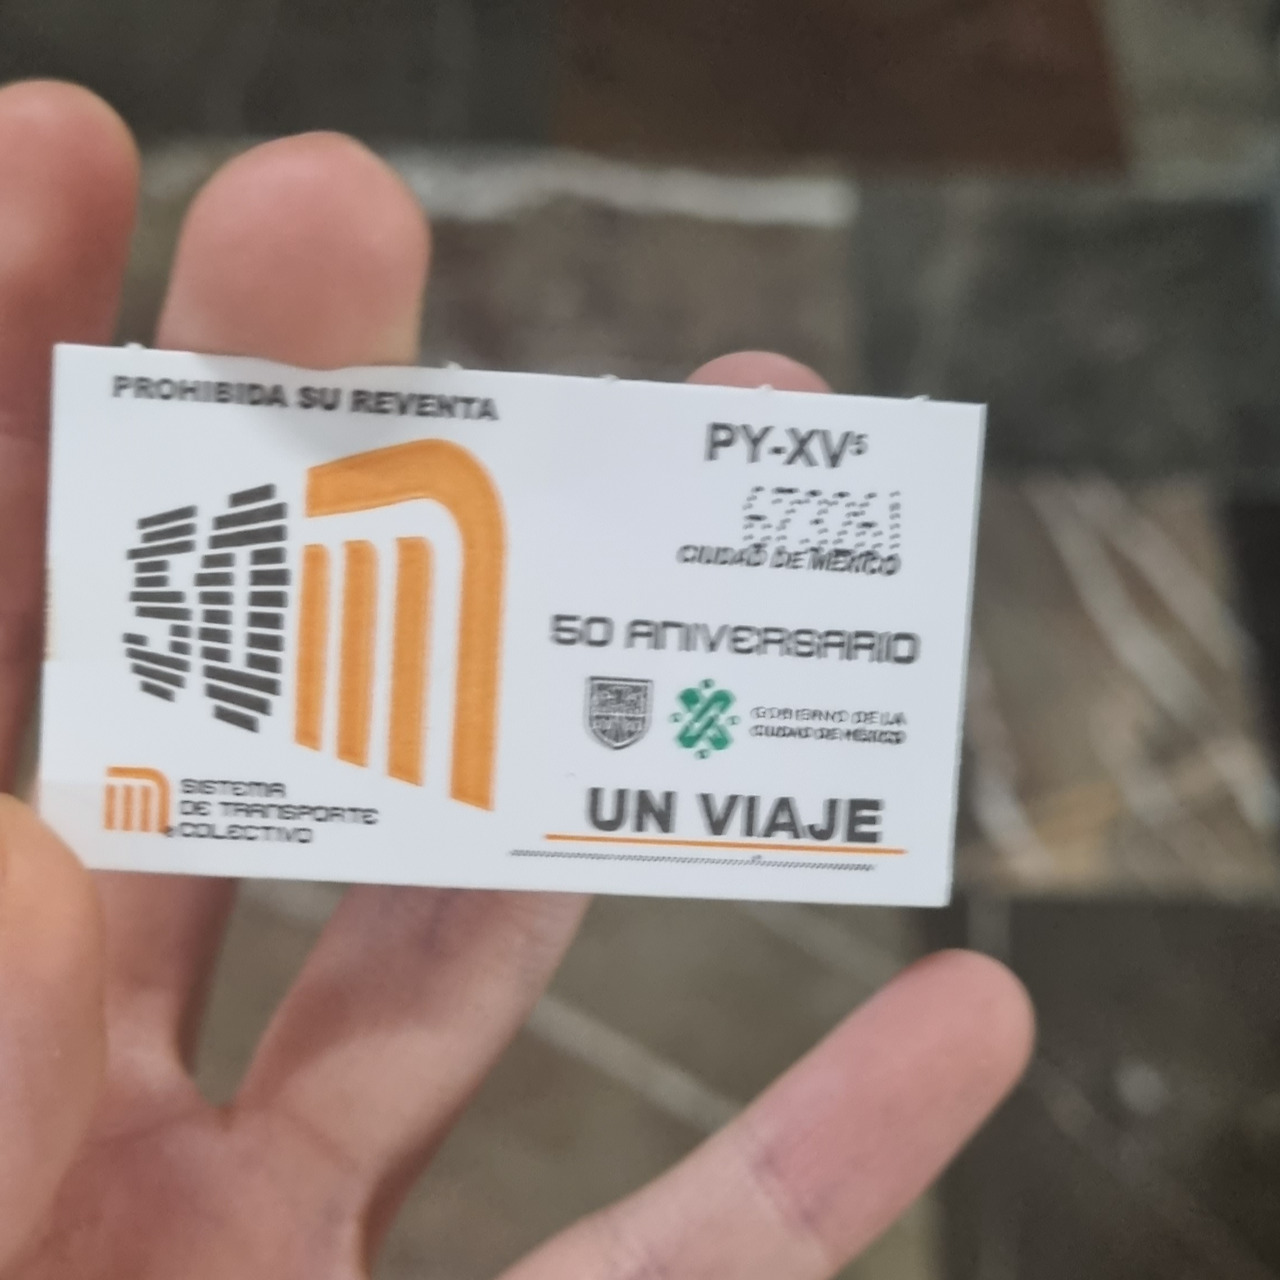 PROHIBIDA SU REVENTA
50
SISTEMA
DE TRANSPORTE
COLECTIVO
PY-XV⁵
CIUDAD DE MÉXICO
50 ANIVERSARIO
GOBIERNO DE LA
CIUDAD DE MÉXICO
UN VIAJE